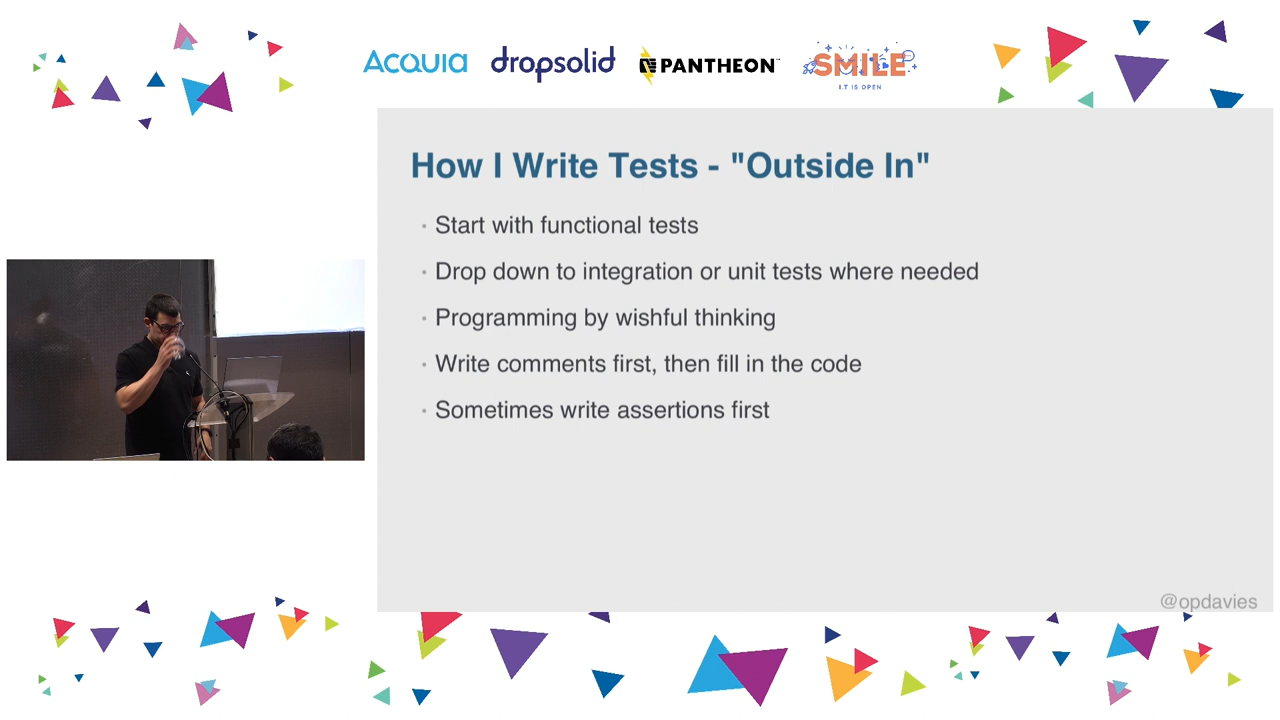 ACQUIA dropsolid PANTHEON SMILE
I.T IS OPEN
How I Write Tests - "Outside In"
· Start with functional tests
· Drop down to integration or unit tests where needed
· Programming by wishful thinking
· Write comments first, then fill in the code
· Sometimes write assertions first
@opdavies